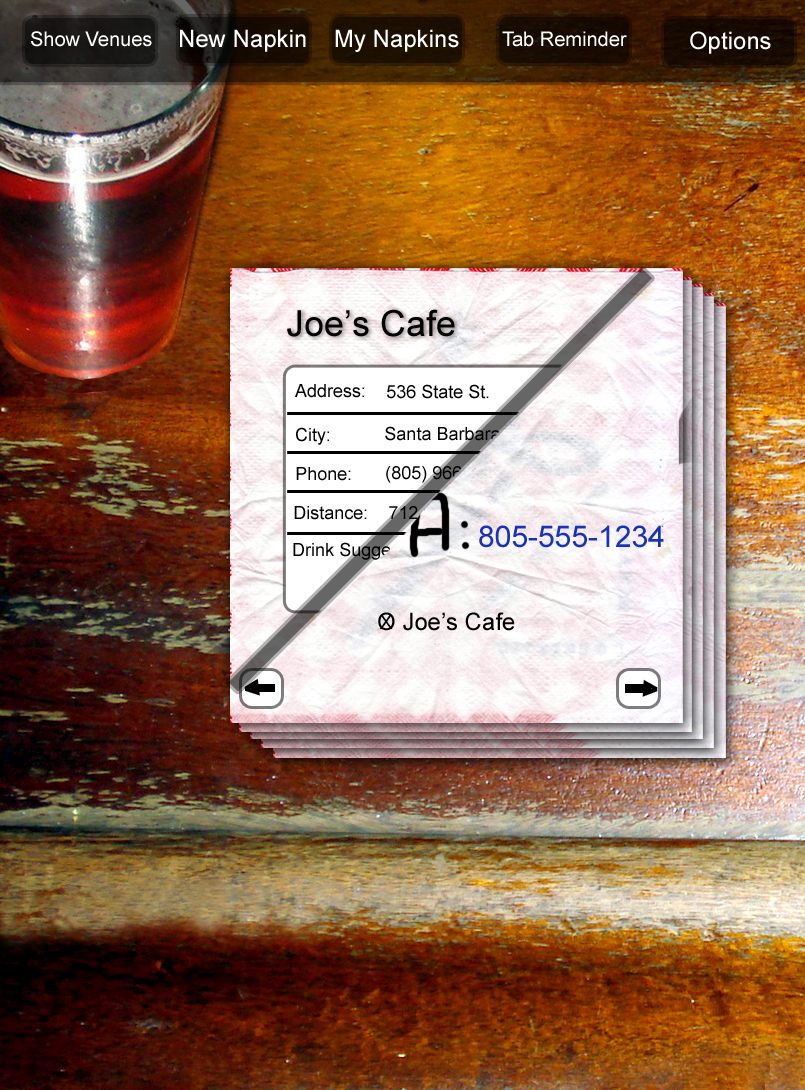 Show Venues
New Napkin
My Napkins
Tab Reminder
Options
Joe's Cafe
Address: 536 State St.
City: Santa Barbara
Phone: (805) 966
Distance: 712
Drink Sugge
A: 805-555-1234
@ Joe's Cafe